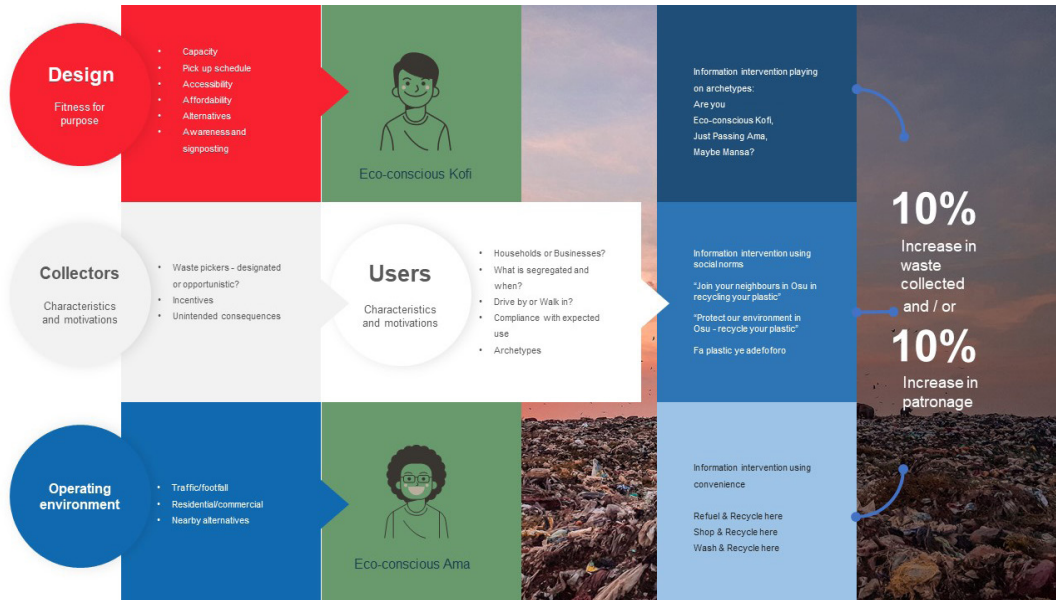 Design
Fitness for
purpose
• Capacity
• Pick up schedule
• Accessibility
• Affordability
• Alternatives
• Awareness and
signposting
Eco-conscious Kofi
Information intervention playing
on archetypes:
Are you
Eco-conscious Kofi,
Just Passing Ama,
Maybe Mansa?
Collectors
Characteristics
and motivations
• Waste pickers - designated
or opportunistic?
• Incentives
• Unintended consequences
Users
Characteristics
and motivations
• Households or Businesses?
• What is segregated and
when?
• Drive by or Walk in?
• Compliance with expected
use
• Archetypes
Information intervention using
social norms
“Join your neighbours in Osu in
recycling your plastic”
“Protect our environment in
Osu - recycle your plastic”
Fa plastic ye adefoforo
10%
Increase in
waste
collected
and / or
10%
Increase in
patronage
Operating
environment
• Traffic/footfall
• Residential/commercial
• Nearby alternatives
Eco-conscious Ama
Information intervention using
convenience
Refuel & Recycle here
Shop & Recycle here
Wash & Recycle here